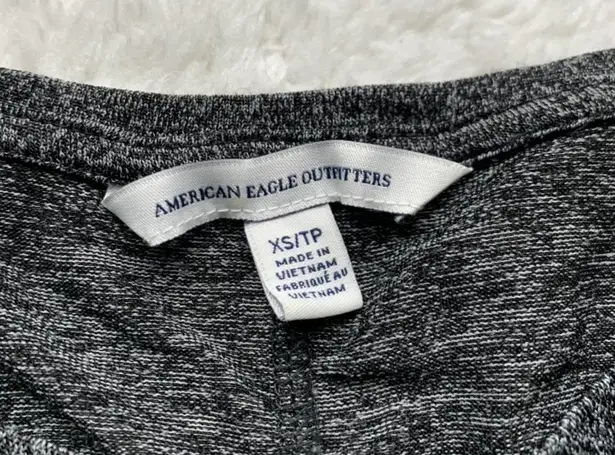 AMERICAN EAGLE OUTFITTERS
XS/TP
MADE IN
VIETNAM
FABRIQUÉ AU
VIETNAM